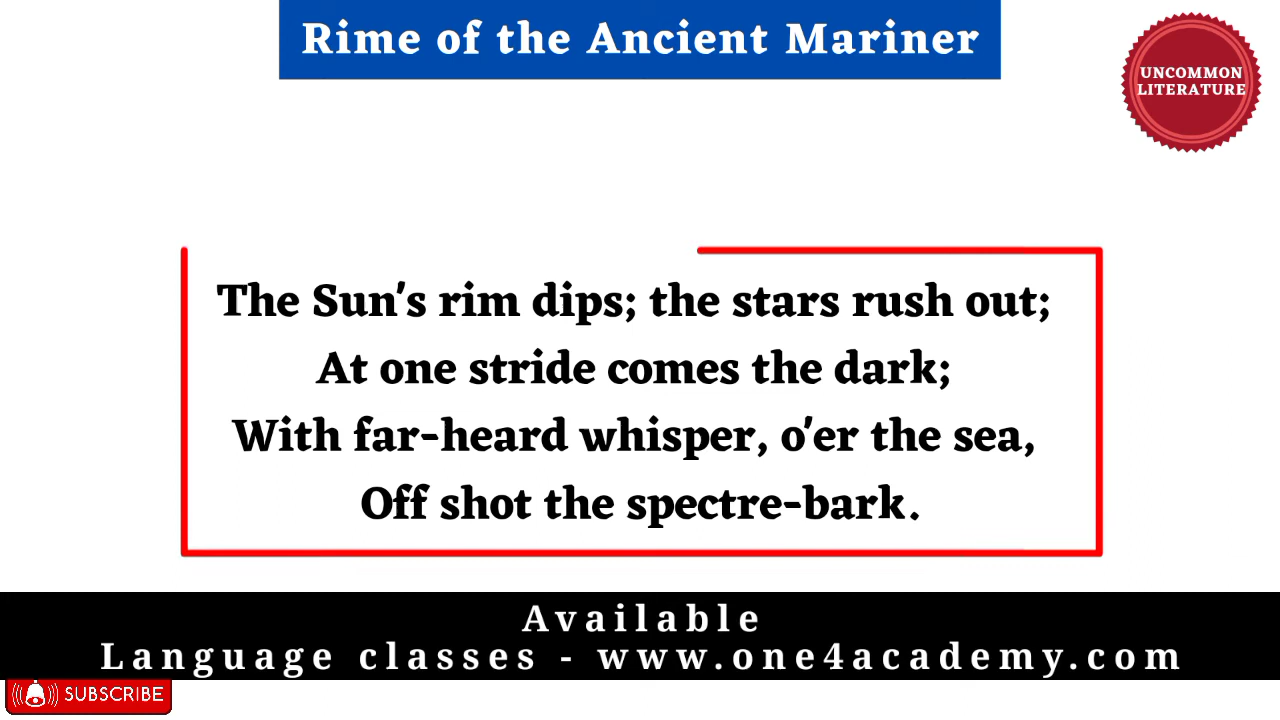 Rime of the Ancient Mariner
UNCOMMON
LITERATURE
The Sun's rim dips; the stars rush out;
At one stride comes the dark;
With far-heard whisper, o'er the sea,
Off shot the spectre-bark.
Available
Language classes - www.one4academy.com
SUBSCRIBE